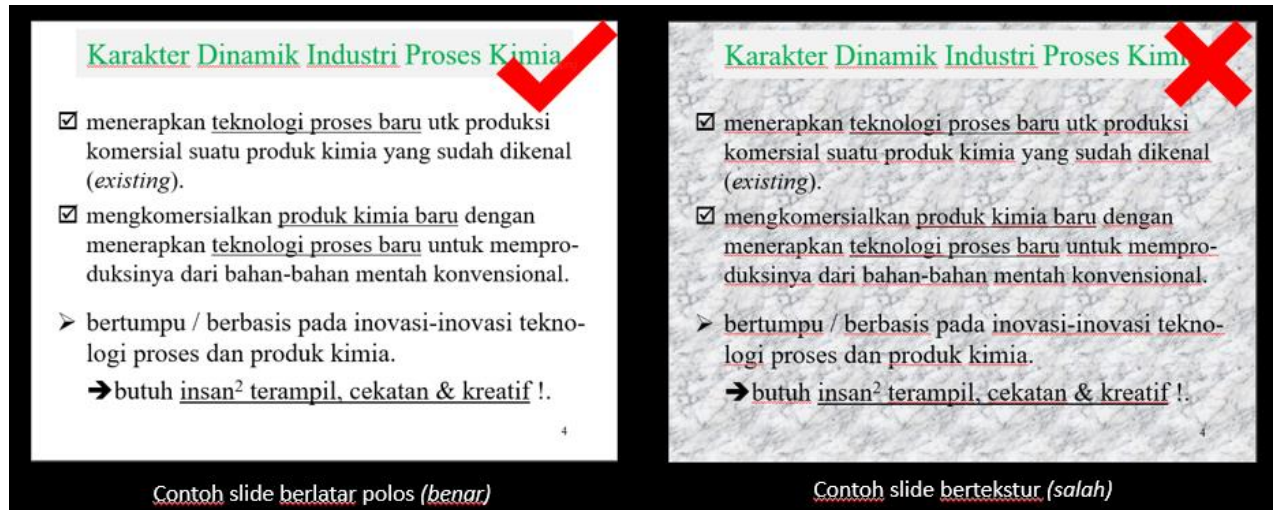 Karakter Dinamik Industri Proses Kimia
☑ menerapkan teknologi proses baru utk produksi
komersial suatu produk kimia yang sudah dikenal
(existing).
☑ mengkomersialkan produk kimia baru dengan
menerapkan teknologi proses baru untuk mempro-
duksinya dari bahan-bahan mentah konvensional.
➢ bertumpu / berbasis pada inovasi-inovasi tekno-
logi proses dan produk kimia.
➔butuh insan² terampil, cekatan & kreatif !.
4
Contoh slide berlatar polos (benar)
Karakter Dinamik Industri Proses Kimi
☑ menerapkan teknologi proses baru utk produksi
komersial suatu produk kimia yang sudah dikenal
(existing).
☑ mengkomersialkan produk kimia baru dengan
menerapkan teknologi proses baru untuk mempro-
duksinya dari bahan-bahan mentah konvensional.
➢ bertumpu / berbasis pada inovasi-inovasi tekno-
logi proses dan produk kimia.
➔butuh insan² terampil, cekatan & kreatif !.
4
Contoh slide bertekstur (salah)